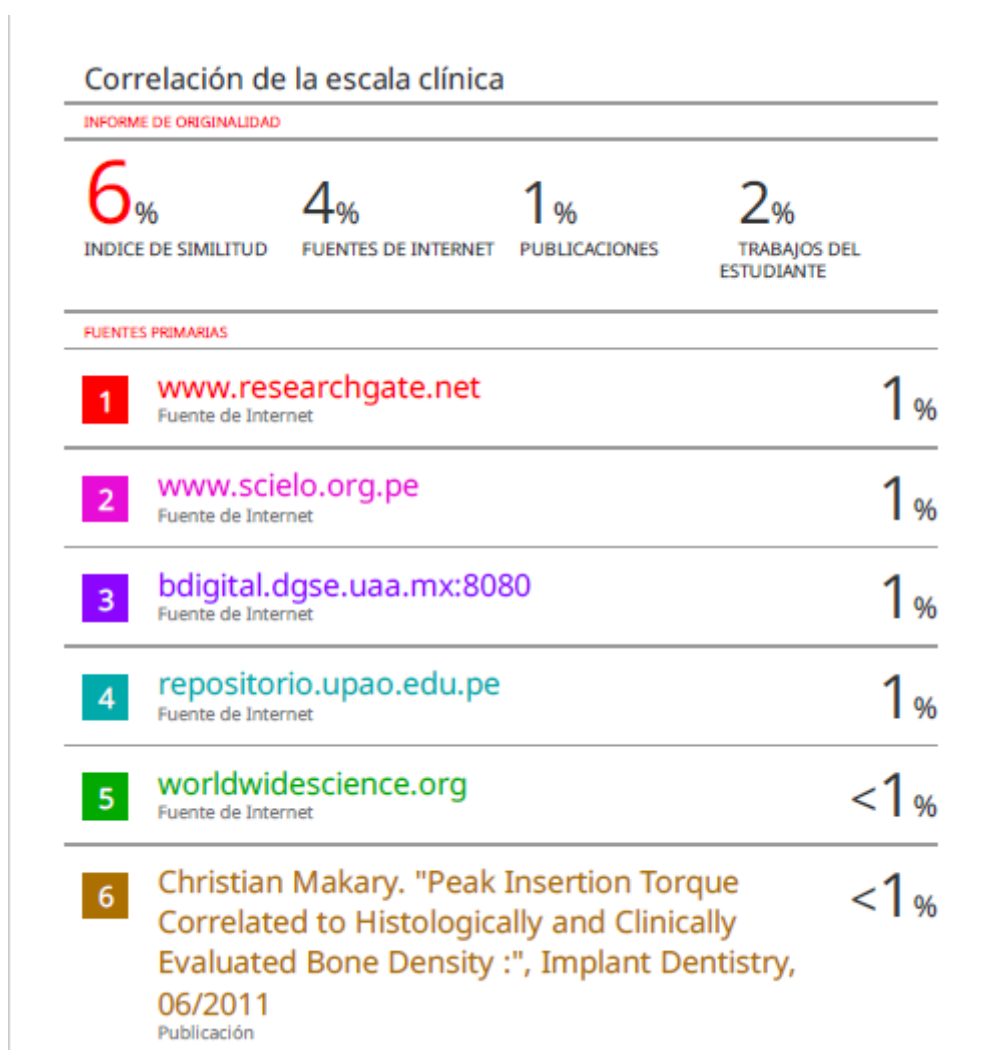 Correlación de la escala clínica
INFORME DE ORIGINALIDAD
6% 4% 1% 2%
INDICE DE SIMILITUD FUENTES DE INTERNET PUBLICACIONES TRABAJOS DEL
ESTUDIANTE
FUENTES PRIMARIAS
1 www.researchgate.net 1%
Fuente de Internet
2 www.scielo.org.pe 1%
Fuente de Internet
3 bdigital.dgse.uaa.mx:8080 1%
Fuente de Internet
4 repositorio.upao.edu.pe 1%
Fuente de Internet
5 worldwidescience.org <1%
Fuente de Internet
6 Christian Makary. "Peak Insertion Torque <1%
Correlated to Histologically and Clinically
Evaluated Bone Density :", Implant Dentistry,
06/2011
Publicación